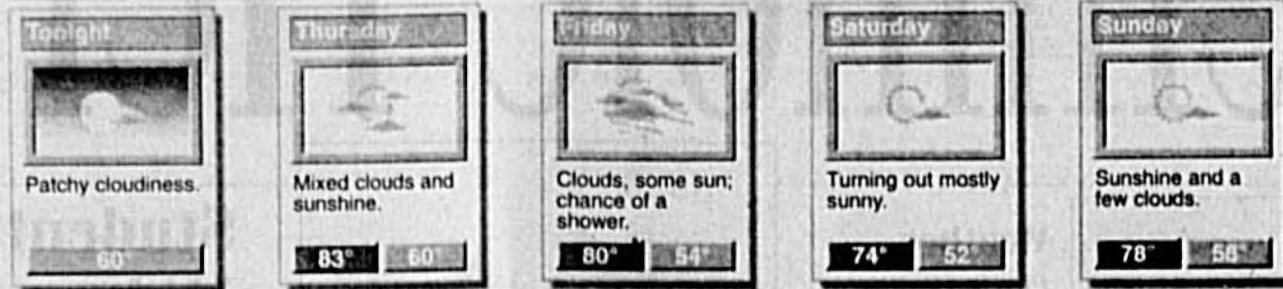 Tonight
Patchy cloudiness.
60°
Thursday
Mixed clouds and
sunshine.
83° 60°
Friday
Clouds, some sun;
chance of a
shower.
80° 54°
Saturday
Turning out mostly
sunny.
74° 52°
Sunday
Sunshine and a
few clouds.
78° 58°
Student